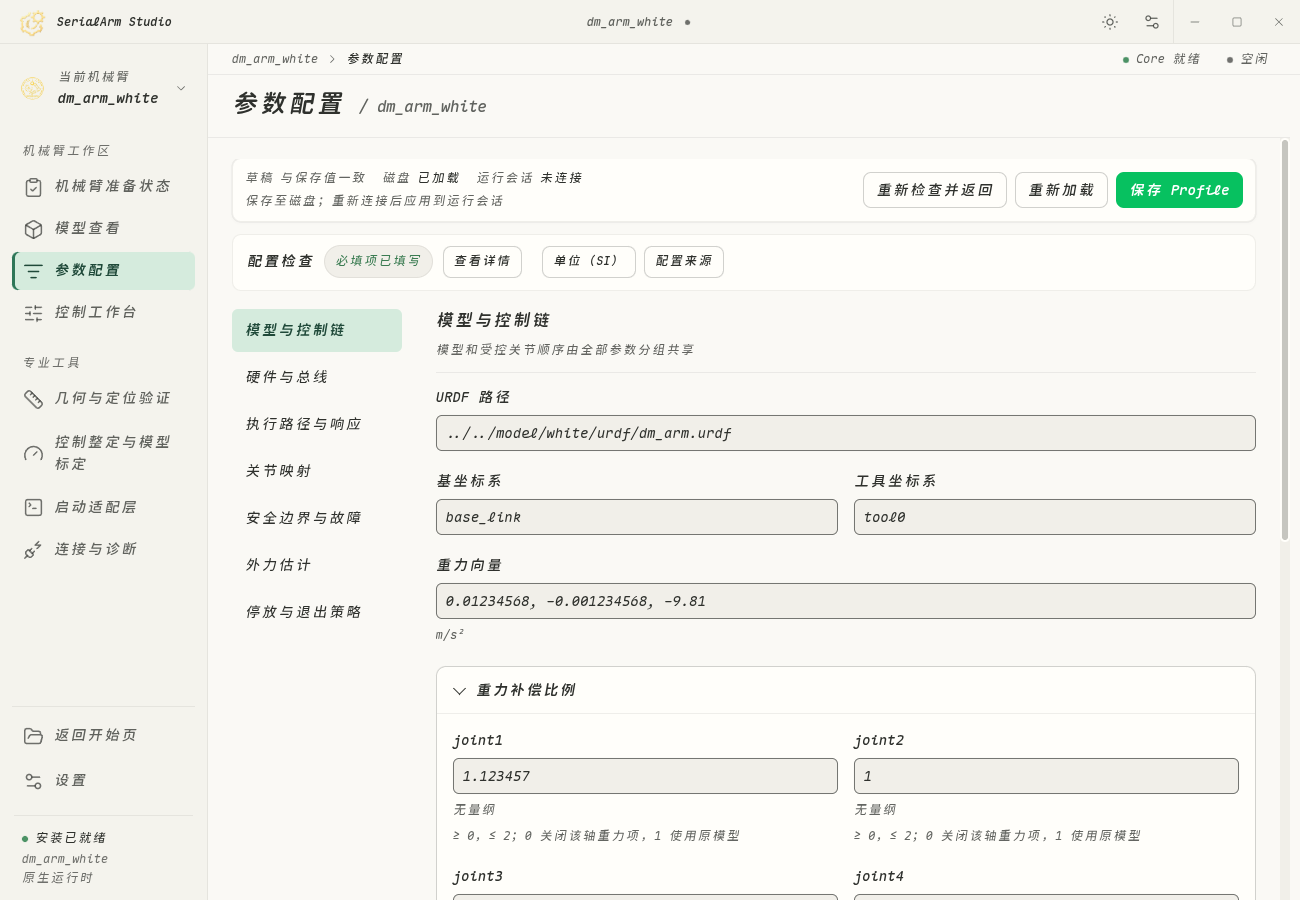 SerialArm Studio
dm_arm_white
当前机械臂
dm_arm_white
机械臂工作区
机械臂准备状态
模型查看
参数配置
控制工作台
专业工具
几何与定位验证
控制整定与模型
标定
启动适配层
连接与诊断
返回开始页
设置
安装已就绪
dm_arm_white
原生运行时
dm_arm_white > 参数配置
Core 就绪 空闲
参数配置 / dm_arm_white
草稿 与保存值一致 磁盘 已加载 运行会话 未连接
保存至磁盘；重新连接后应用到运行会话
重新检查并返回 重新加载 保存 Profile
配置检查 必填项已填写 查看详情 单位 (SI) 配置来源
模型与控制链
硬件与总线
执行路径与响应
关节映射
安全边界与故障
外力估计
停放与退出策略
模型与控制链
模型和受控关节顺序由全部参数分组共享
URDF 路径
../../model/white/urdf/dm_arm.urdf
基坐标系 工具坐标系
base_link tool0
重力向量
0.01234568, -0.001234568, -9.81
m/s²
重力补偿比例
joint1 joint2
1.123457 1
无量纲 无量纲
≥ 0, ≤ 2; 0 关闭该轴重力项, 1 使用原模型 ≥ 0, ≤ 2; 0 关闭该轴重力项, 1 使用原模型
joint3 joint4